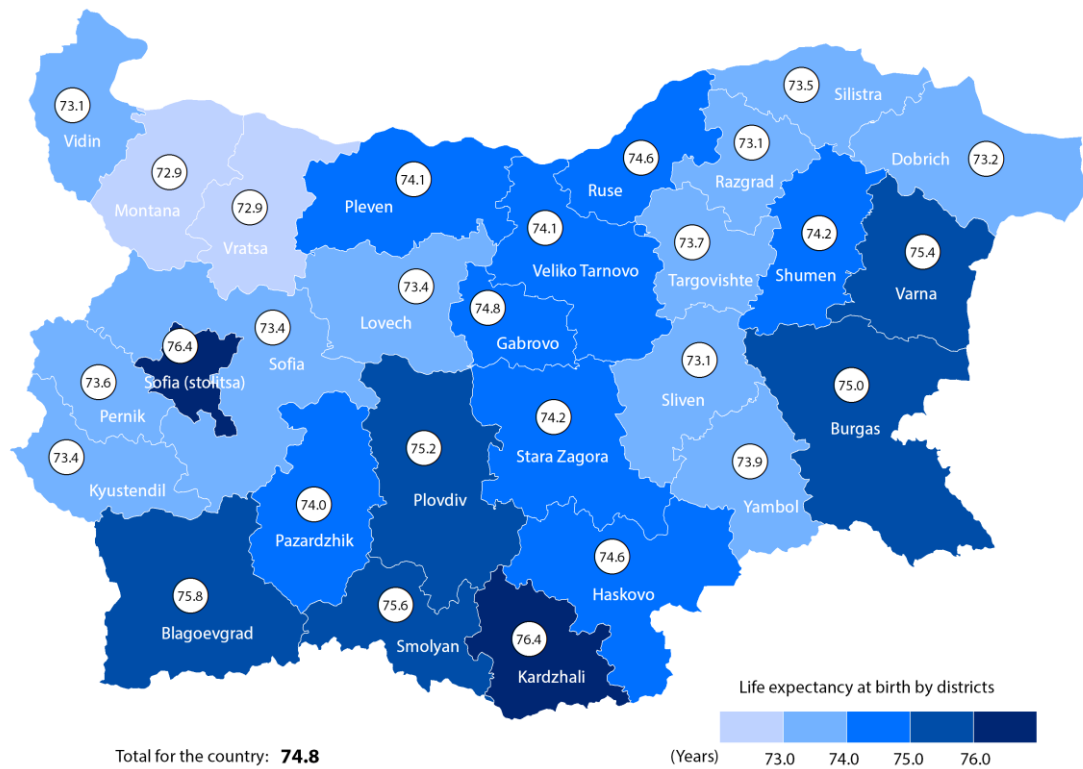 73.1
Vidin
72.9
Montana
72.9
Vratsa
74.1
Pleven
74.6
Ruse
73.5
Silistra
73.1
Razgrad
73.2
Dobrich
74.1
Veliko Tarnovo
73.7
Targovishte
74.2
Shumen
75.4
Varna
73.4
Lovech
74.8
Gabrovo
73.4
Sofia
76.4
Sofia (stolitsa)
73.6
Pernik
73.4
Kyustendil
73.1
Sliven
75.0
Burgas
74.2
Stara Zagora
75.2
Plovdiv
73.9
Yambol
74.0
Pazardzhik
74.6
Haskovo
75.8
Blagoevgrad
75.6
Smolyan
76.4
Kardzhali
Life expectancy at birth by districts
(Years) 73.0 74.0 75.0 76.0
Total for the country: 74.8